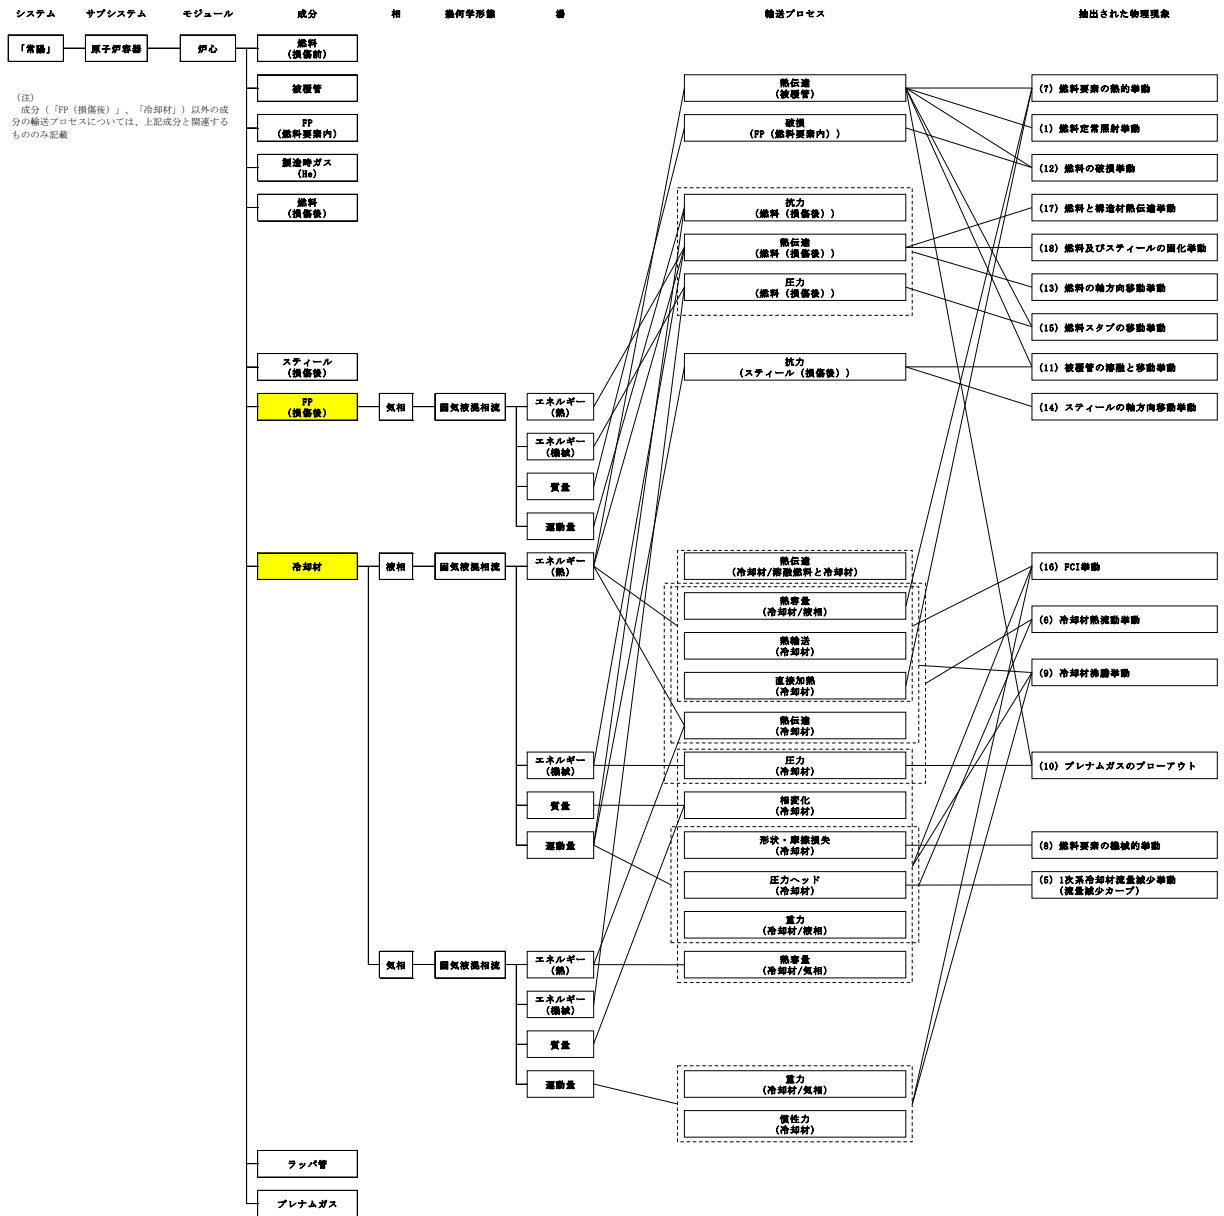 システム サブシステム モジュール 成分 相 幾何学形態 場 輸送プロセス 抽出された物理現象
「常陽」
原子炉容器
炉心
燃料
(損傷前)
被覆管
FP
(燃料要素内)
製造時ガス
(He)
燃料
(損傷後)
(注)
成分(「FP(損傷後)」、「冷却材」)以外の成
分の輸送プロセスについては、上記成分と関連する
もののみ記載
スティール
(損傷後)
FP
(損傷後)
気相
固気液混相流
エネルギー
(熱)
エネルギー
(機械)
質量
運動量
冷却材
液相
固気液混相流
エネルギー
(熱)
エネルギー
(機械)
質量
運動量
気相
固気液混相流
エネルギー
(熱)
エネルギー
(機械)
質量
運動量
ラッパ管
プレナムガス
熱伝達
(被覆管)
破損
(FP(燃料要素内))
抗力
(燃料(損傷後))
熱伝達
(燃料(損傷後))
圧力
(燃料(損傷後))
抗力
(スティール(損傷後))
熱伝達
(冷却材/溶融燃料と冷却材)
熱容量
(冷却材/液相)
熱輸送
(冷却材)
直接加熱
(冷却材)
熱伝達
(冷却材)
圧力
(冷却材)
相変化
(冷却材)
形状・摩擦損失
(冷却材)
圧力ヘッド
(冷却材)
重力
(冷却材/液相)
熱容量
(冷却材/気相)
重力
(冷却材/気相)
慣性力
(冷却材)
(7) 燃料要素の熱的挙動
(1) 燃料定常照射挙動
(12) 燃料の破損挙動
(17) 燃料と構造材熱伝達挙動
(18) 燃料及びスティールの固化挙動
(13) 燃料の軸方向移動挙動
(15) 燃料スタブの移動挙動
(11) 被覆管の溶融と移動挙動
(14) スティールの軸方向移動挙動
(16) FCI挙動
(6) 冷却材熱流動挙動
(9) 冷却材沸騰挙動
(10) プレナムガスのブローアウト
(8) 燃料要素の機械的挙動
(5) 1次系冷却材流量減少挙動
(流量減少カーブ)